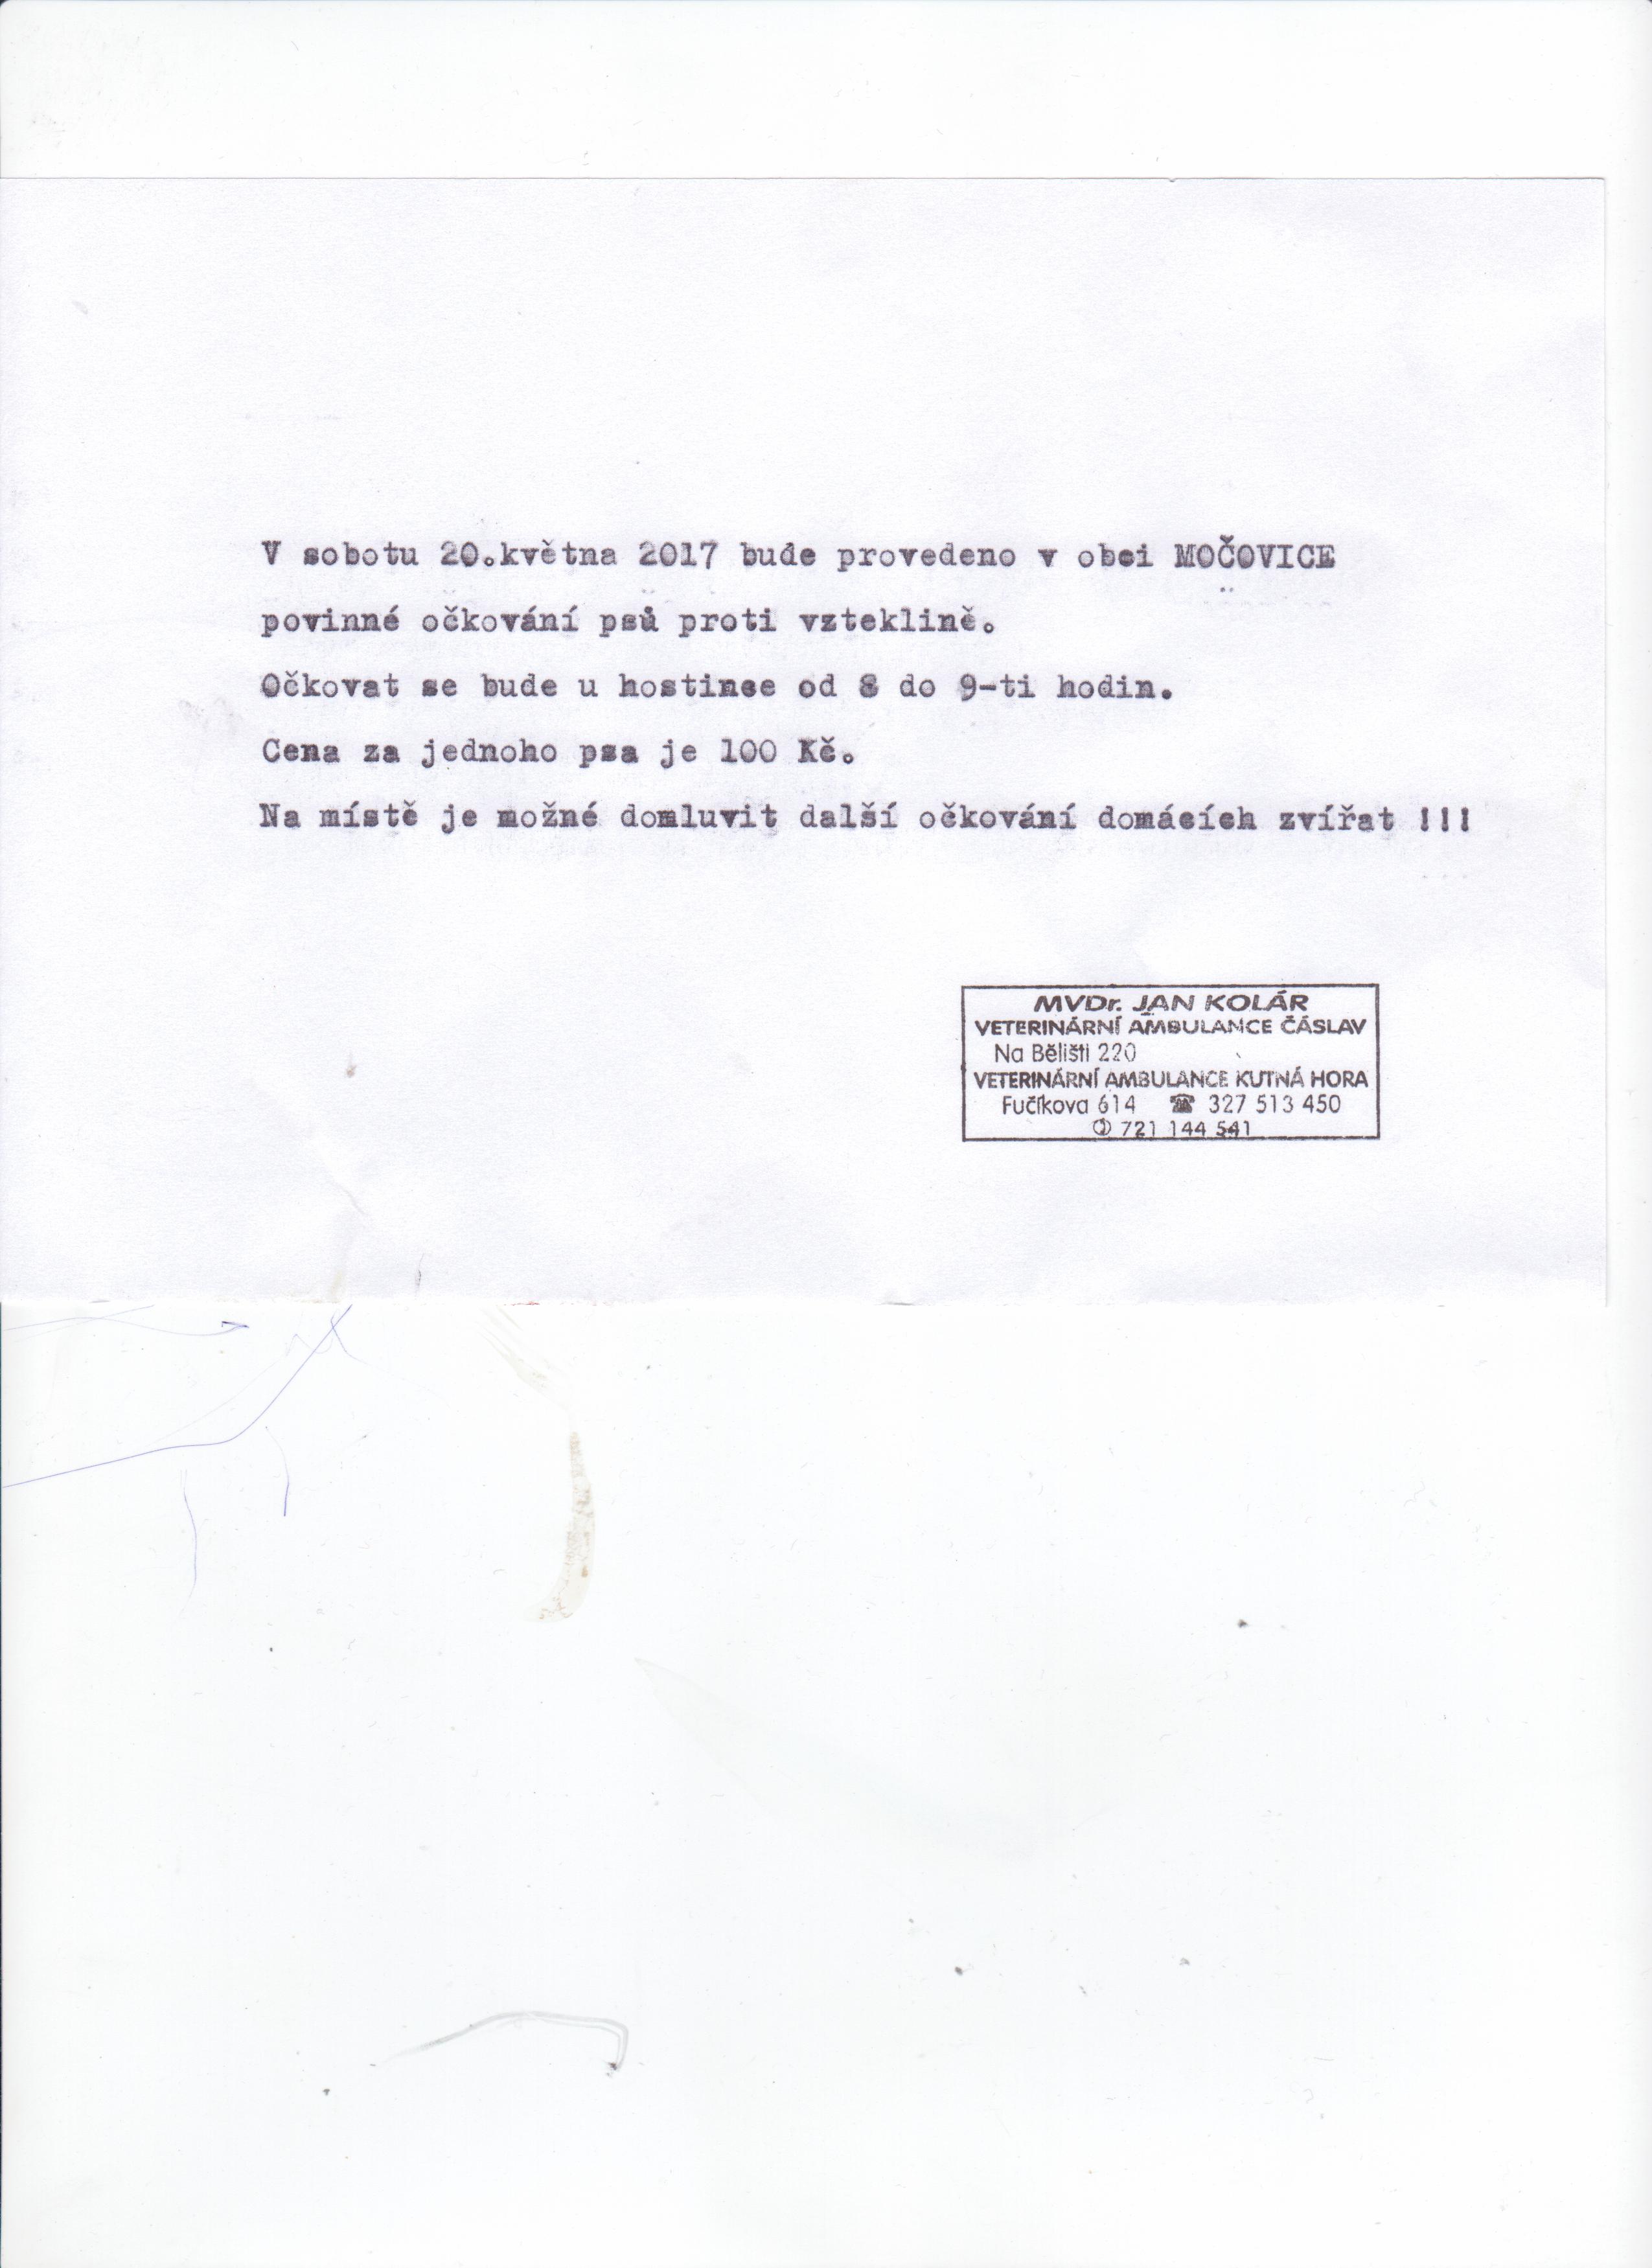 V sobotu 20.května 2017 bude provedeno v obci MOČOVICE
povinné očkování psů proti vzteklině.
Očkovat se bude u hostince od 8 do 9-ti hodin.
Cena za jednoho psa je 100 Kč.
Na místě je možné domluvit další očkování domácích zvířat !!!
MVDr. JAN KOLÁR
VETERINÁRNÍ AMBULANCE ČÁSLAV
Na Bělišti 220
VETERINÁRNÍ AMBULANCE KUTNÁ HORA
Fučíkova 614 ☎ 327 513 450
721 144 541